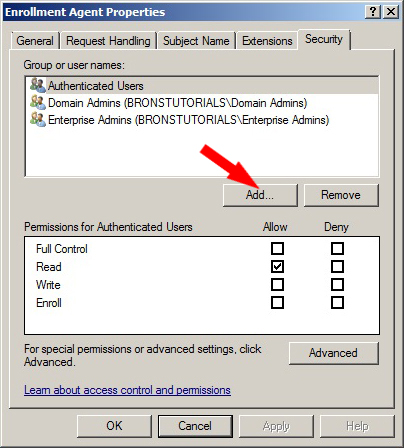 Enrollment Agent Properties
General Request Handling Subject Name Extensions Security
Group or user names:
Authenticated Users
Domain Admins (BRONSTUTORIALS\Domain Admins)
Enterprise Admins (BRONSTUTORIALS\Enterprise Admins)
Add... Remove
Permissions for Authenticated Users Allow Deny
Full Control
Read
Write
Enroll
For special permissions or advanced settings, click
Advanced.
Advanced
Learn about access control and permissions
OK Cancel Apply Help